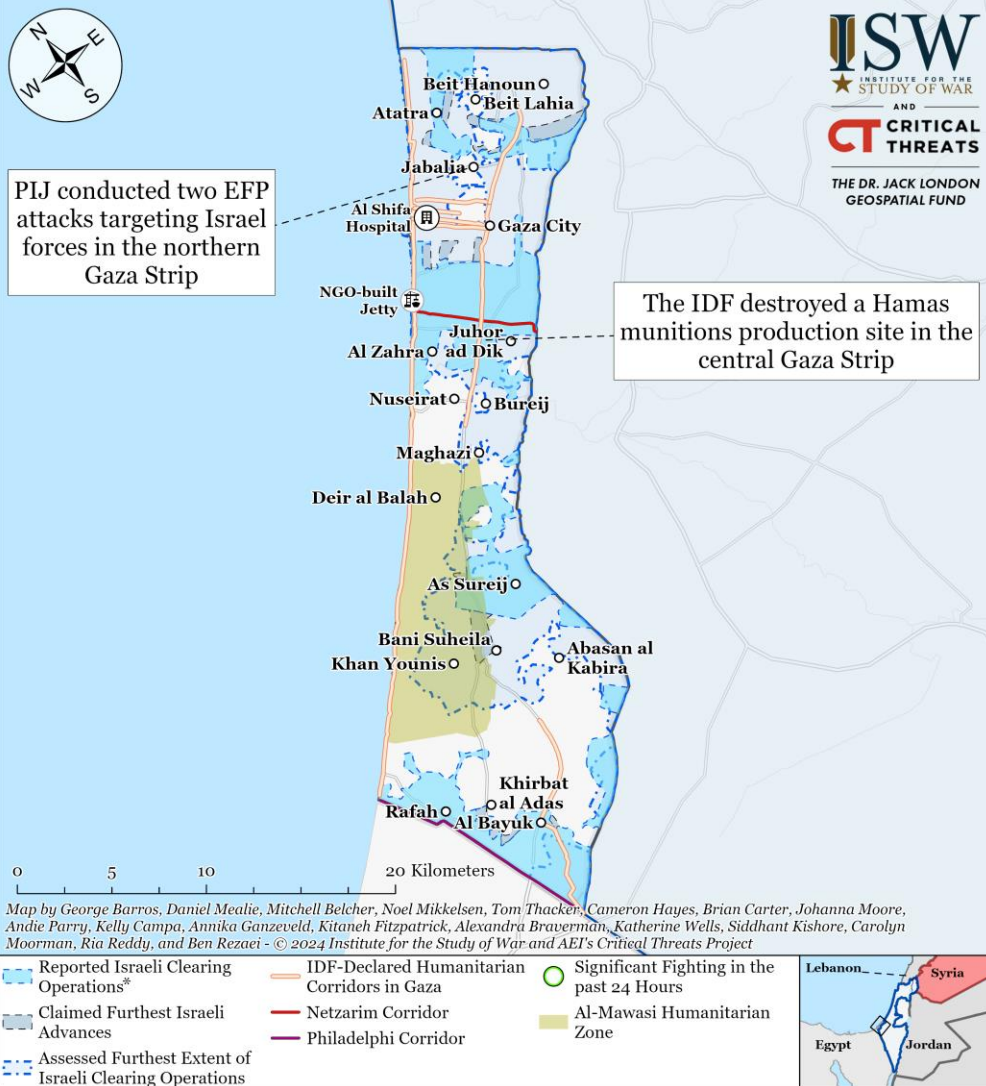 N
E
W
S
ISW
INSTITUTE FOR THE
STUDY OF WAR
AND
CT CRITICAL
THREATS
THE DR. JACK LONDON
GEOSPATIAL FUND
Beit Hanoun
Beit Lahia
Atatra
Jabalia
PIJ conducted two EFP
attacks targeting Israel
forces in the northern
Gaza Strip
Al Shifa
Hospital
Gaza City
NGO-built
Jetty
The IDF destroyed a Hamas
munitions production site in the
central Gaza Strip
Juhor
ad Dik
Al Zahra
Nuseirat
Bureij
Maghazi
Deir al Balah
As Sureij
Bani Suheila
Abasan al
Kabira
Khan Younis
Khirbat
al Adas
Rafah
Al Bayuk
0 5 10 20 Kilometers
Map by George Barros, Daniel Mealie, Mitchell Belcher, Noel Mikkelsen, Tom Thacker, Cameron Hayes, Brian Carter, Johanna Moore,
Andie Parry, Kelly Campa, Annika Ganzeveld, Kitaneh Fitzpatrick, Alexandra Braverman, Katherine Wells, Siddhant Kishore, Carolyn
Moorman, Ria Reddy, and Ben Rezaei - © 2024 Institute for the Study of War and AEI's Critical Threats Project
Reported Israeli Clearing
Operations*
Claimed Furthest Israeli
Advances
Assessed Furthest Extent of
Israeli Clearing Operations
IDF-Declared Humanitarian
Corridors in Gaza
Netzarim Corridor
Philadelphi Corridor
Significant Fighting in the
past 24 Hours
Al-Mawasi Humanitarian
Zone
Lebanon
Syria
Egypt
Jordan